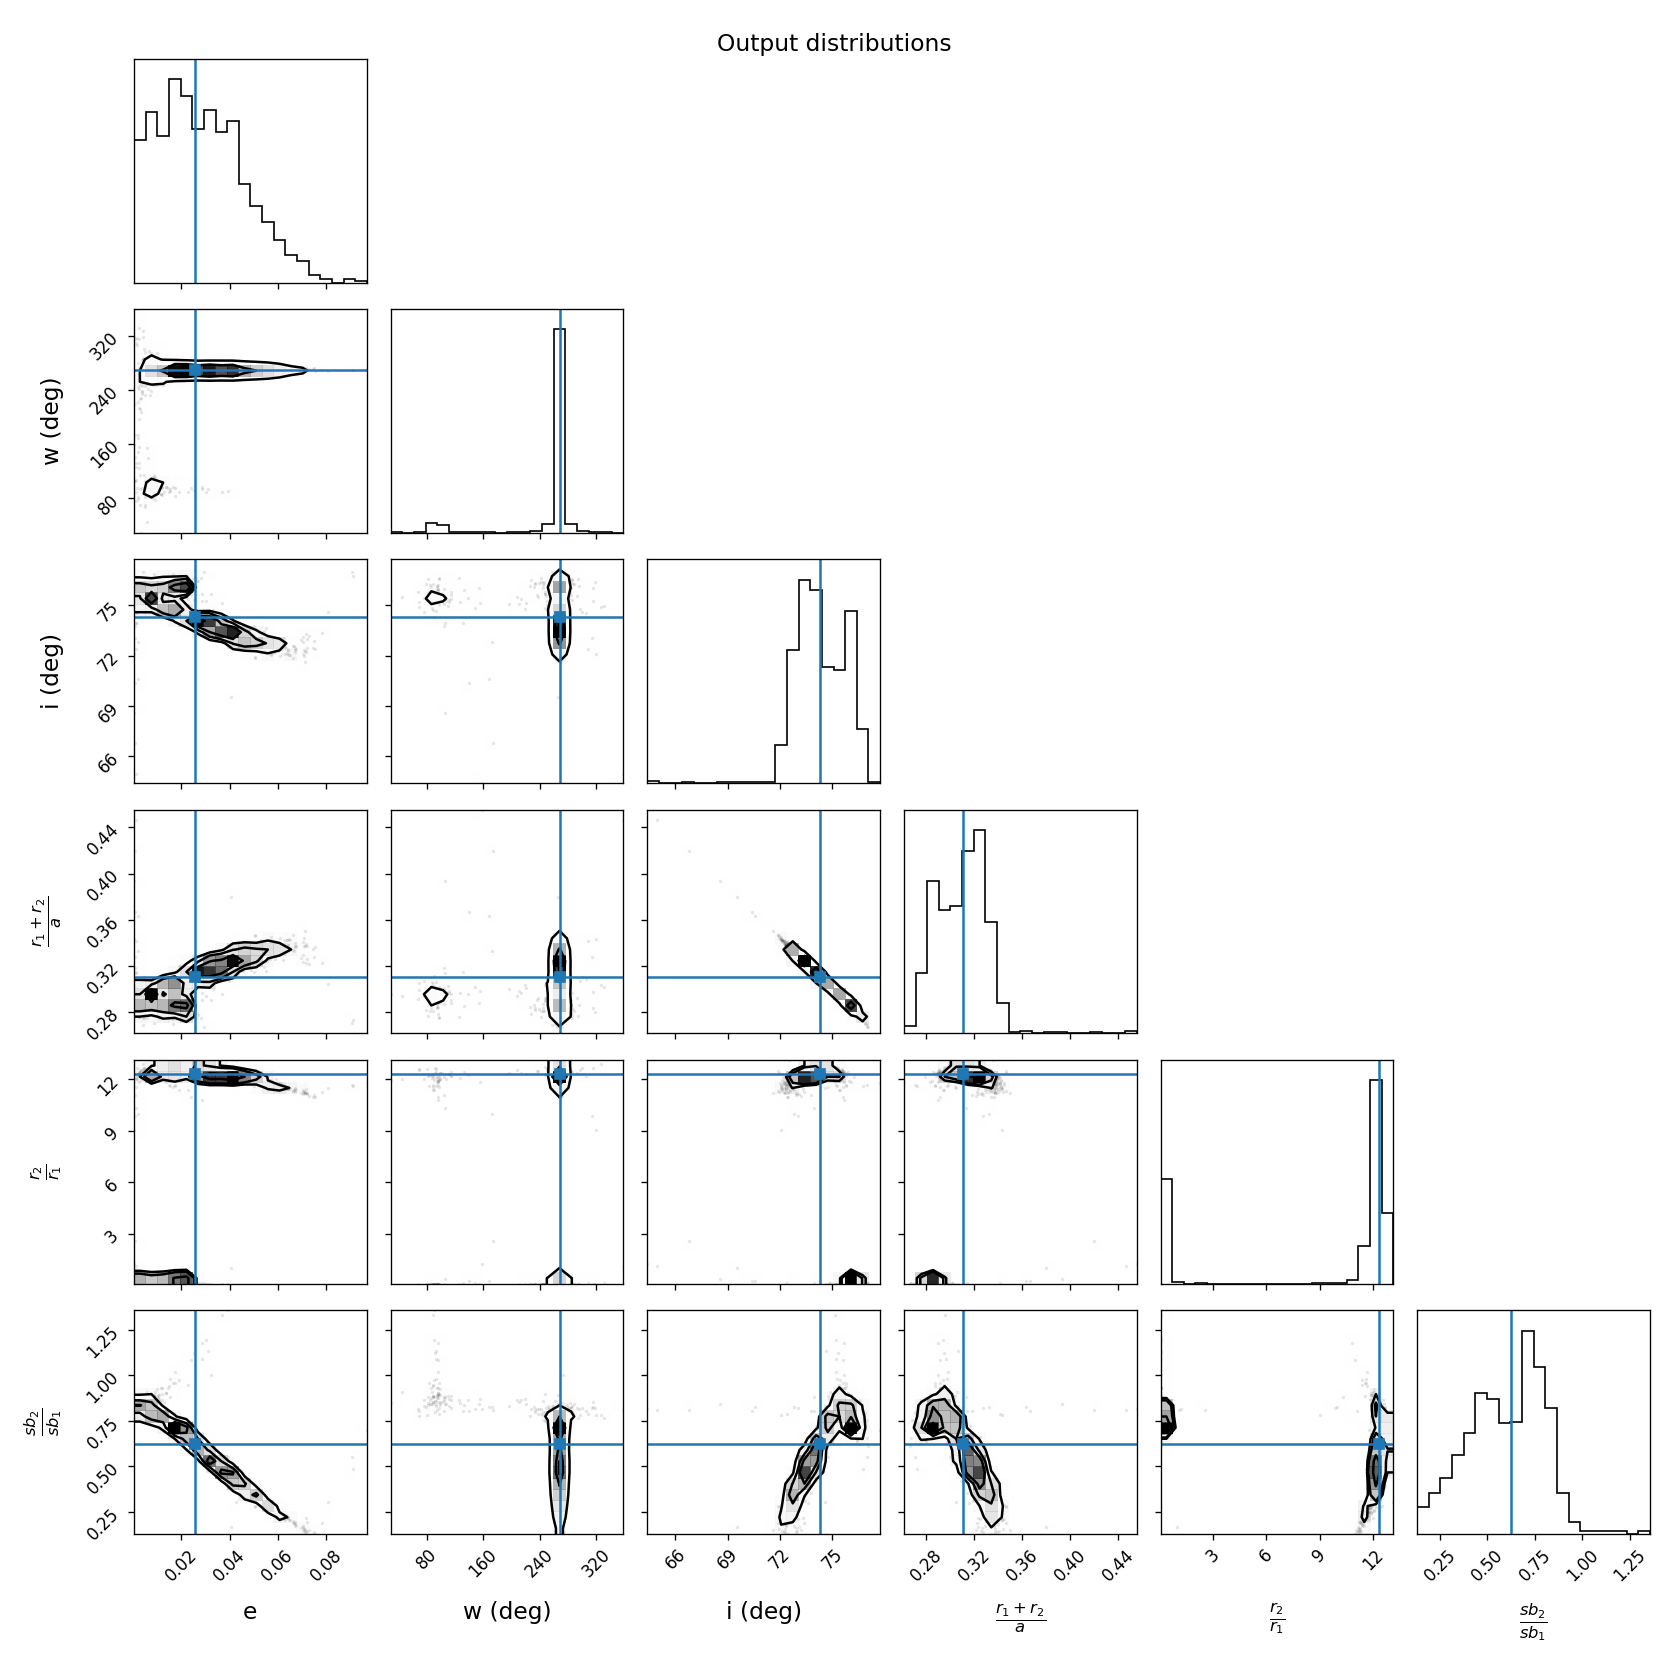 Output distributions
320
240
160
80
w (deg)
75
72
69
66
i (deg)
0.44
0.40
0.36
0.32
0.28
r1 + r2
a
12
9
6
3
r2
r1
1.25
1.00
0.75
0.50
0.25
sb2
sb1
0.02 0.04 0.06 0.08 80 160 240 320 66 69 72 75 0.28 0.32 0.36 0.40 0.44 3 6 9 12 0.25 0.50 0.75 1.00 1.25
e w (deg) i (deg) r1 + r2 r2 sb2
a r1 sb1